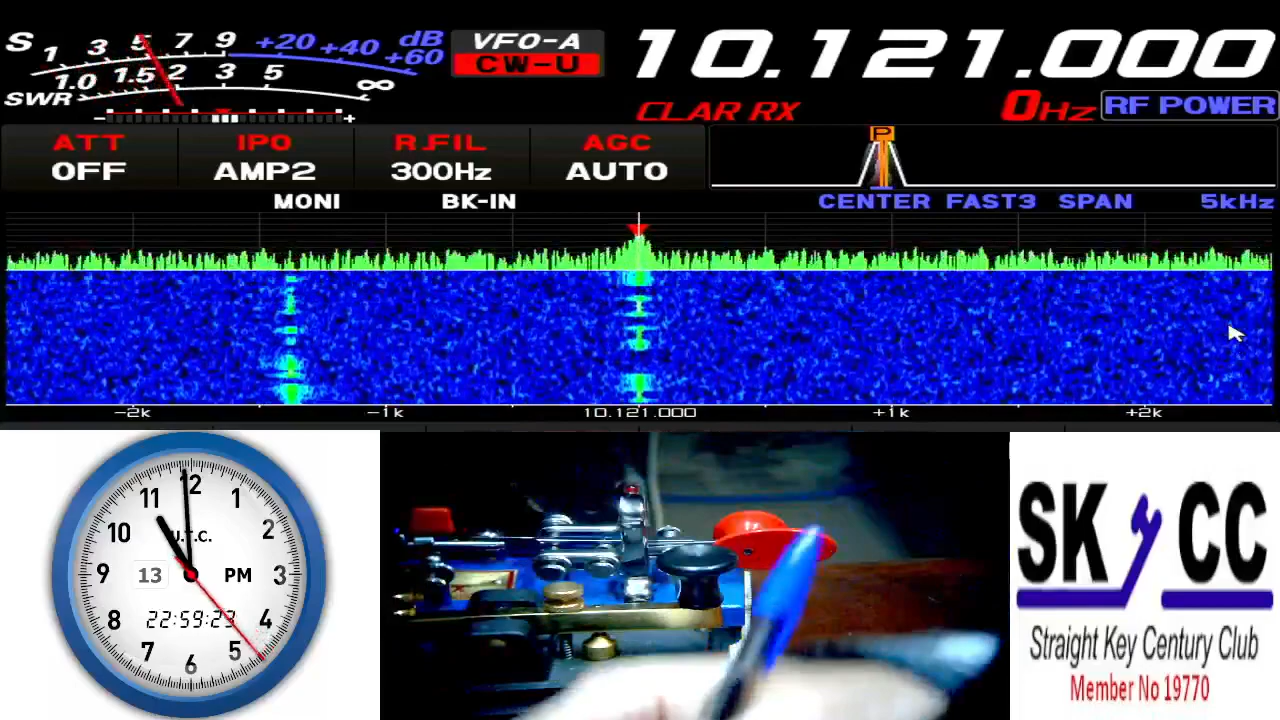 S 1 3 5 7 9 +20 +40 +60 dB
VFO-A
CW-U
10.121.000
1.0 1.5 2 3 5 ∞
SWR
- +
CLAR RX 0Hz RF POWER
ATT IPO R.FIL AGC
OFF AMP2 300Hz AUTO
P
MONI BK-IN CENTER FAST3 SPAN 5kHz
-2k -1k 10.121.000 +1k +2k
12 1 2 3 4 5 6 7 8 9 10 11
U.T.C.
13 PM
22:59:23
SK CC
Straight Key Century Club
Member No 19770